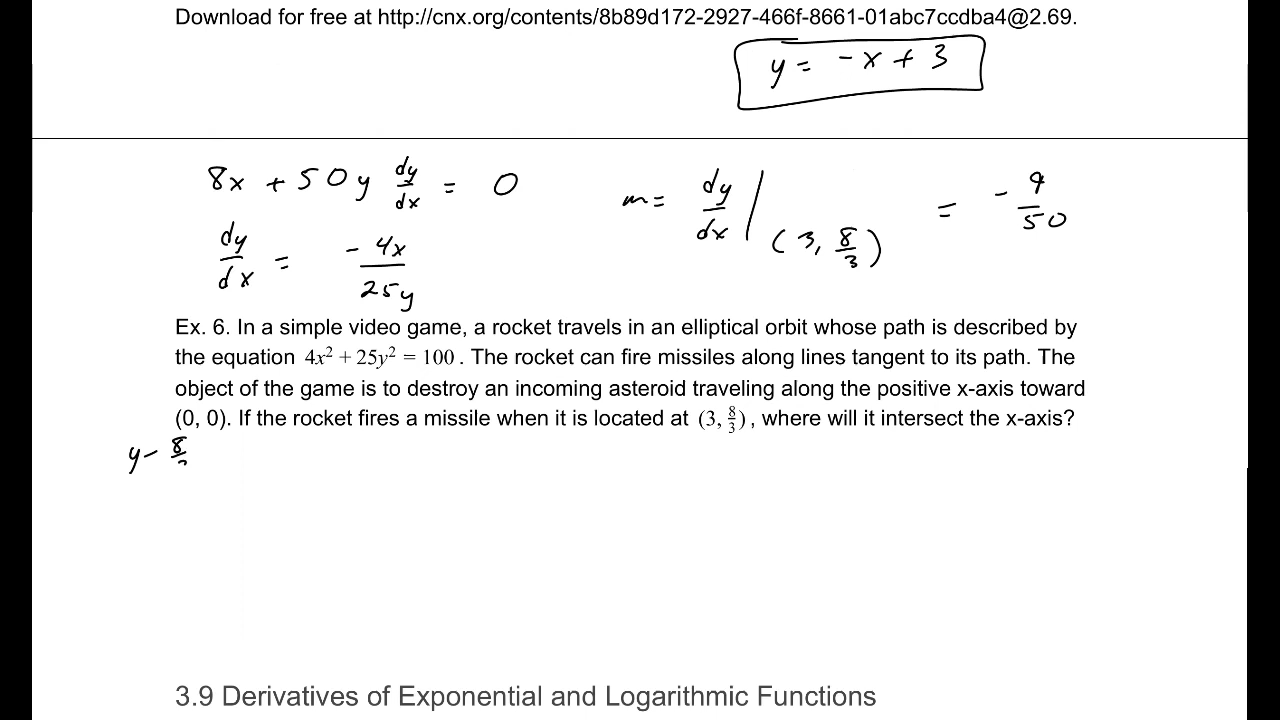 Download for free at http://cnx.org/contents/8b89d172-2927-466f-8661-01abc7ccdba4@2.69.
y = -x + 3
8x + 50y dy/dx = 0
m = dy/dx | (3, 8/3) = - 9/50
dy/dx = - 4x/25y
Ex. 6. In a simple video game, a rocket travels in an elliptical orbit whose path is described by
the equation 4x² + 25y² = 100 . The rocket can fire missiles along lines tangent to its path. The
object of the game is to destroy an incoming asteroid traveling along the positive x-axis toward
(0, 0). If the rocket fires a missile when it is located at (3, 8/3) , where will it intersect the x-axis?
y - 8
3.9 Derivatives of Exponential and Logarithmic Functions